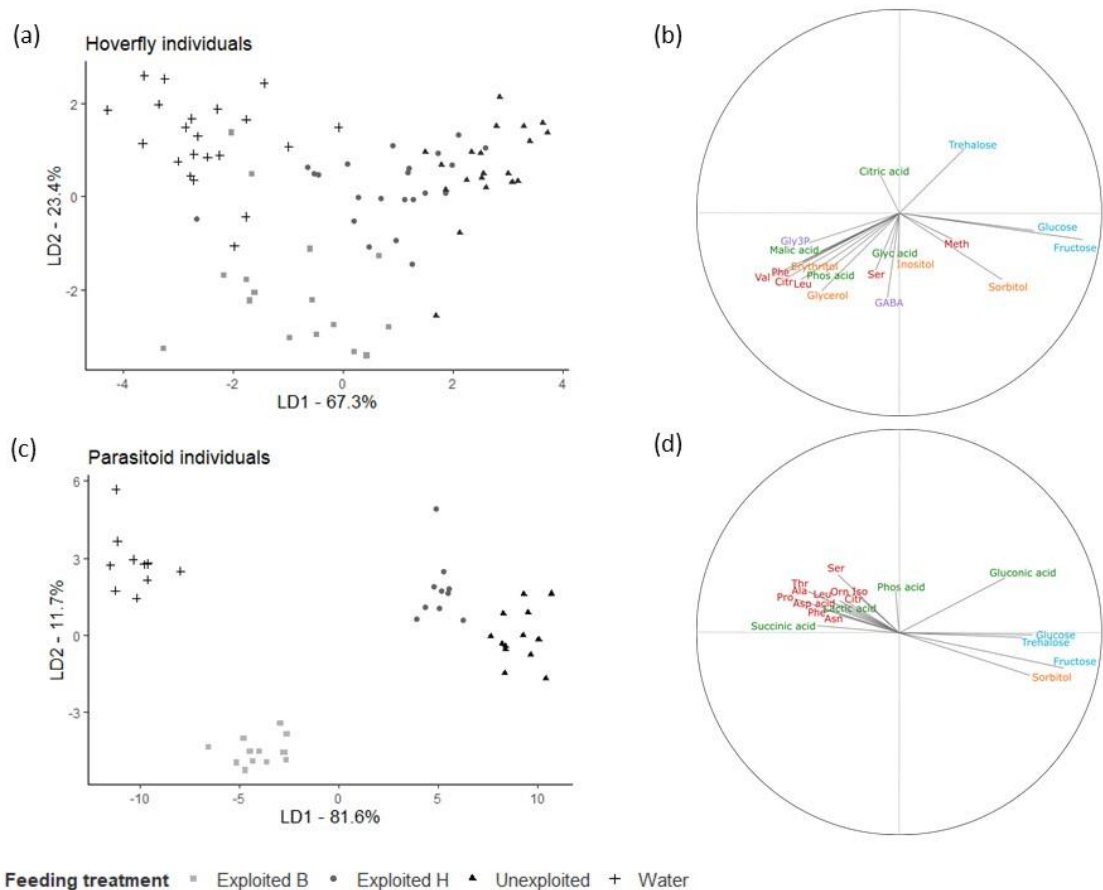 (a)
Hoverfly individuals
2
0
-2
LD2 - 23.4%
-4
-2
0
2
4
LD1 - 67.3%
(b)
Trehalose
Citric acid
Glucose
Fructose
Gly3P
Meth
Malic acid
Glyc acid
Erythritol
Inositol
Phe
Val
Phos acid
Ser
Citr
Leu
Sorbitol
Glycerol
GABA
(c)
Parasitoid individuals
6
3
0
-3
LD2 - 11.7%
-10
-5
0
5
10
LD1 - 81.6%
(d)
Ser
Gluconic acid
Thr
Phos acid
Ala
Leu
Orn
Iso
Pro
Citr
Asp acid
Lactic acid
Phe
Asn
Succinic acid
Glycose
Trehalose
Fructose
Sorbitol
Feeding treatment Exploited B Exploited H Unexploited Water